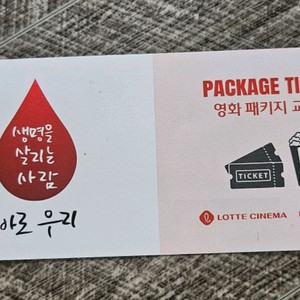 생명을
살리는
사람
바로 우리
PACKAGE TI
영화 패키지 교
TICKET
LOTTE CINEMA